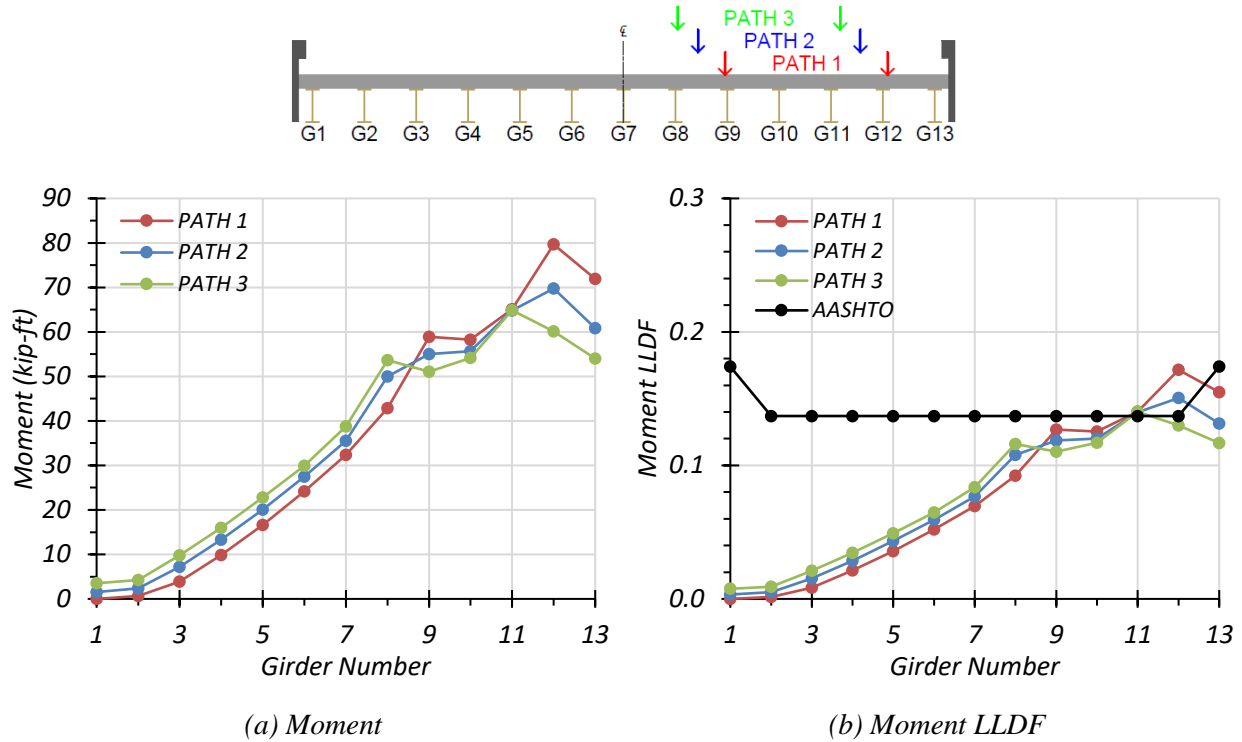 PATH 3
℄
PATH 2
PATH 1
G1 G2 G3 G4 G5 G6 G7 G8 G9 G10 G11 G12 G13
Moment (kip-ft)
90
80
70
60
50
40
30
20
10
0
PATH 1
PATH 2
PATH 3
1 3 5 7 9 11 13
Girder Number
(a) Moment
Moment LLDF
0.3
0.2
0.1
0.0
PATH 1
PATH 2
PATH 3
AASHTO
1 3 5 7 9 11 13
Girder Number
(b) Moment LLDF